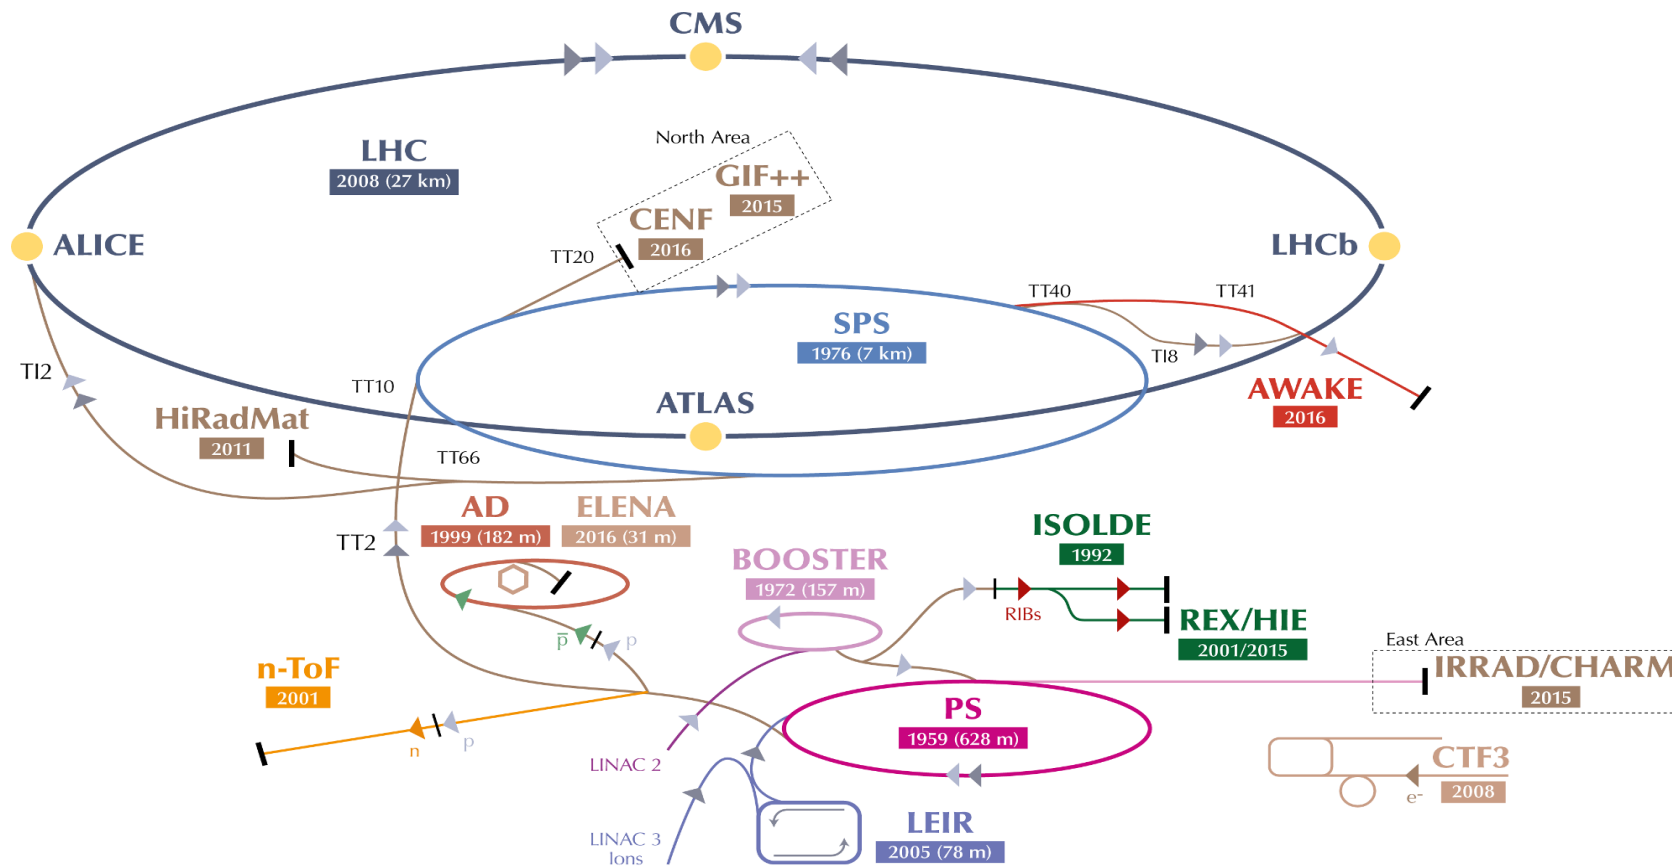 CMS
North Area
LHC
2008 (27 km)
GIF++
2015
CENF
2016
ALICE
LHCb
TT20
TT40
TT41
SPS
1976 (7 km)
TI8
TI2
TT10
AWAKE
2016
ATLAS
HiRadMat
2011
TT66
AD
1999 (182 m)
ELENA
2016 (31 m)
TT2
ISOLDE
1992
BOOSTER
1972 (157 m)
RIBs
REX/HIE
2001/2015
p̅
p
East Area
IRRAD/CHARM
2015
n-ToF
2001
PS
1959 (628 m)
n
p
LINAC 2
CTF3
2008
e-
LEIR
2005 (78 m)
LINAC 3
Ions